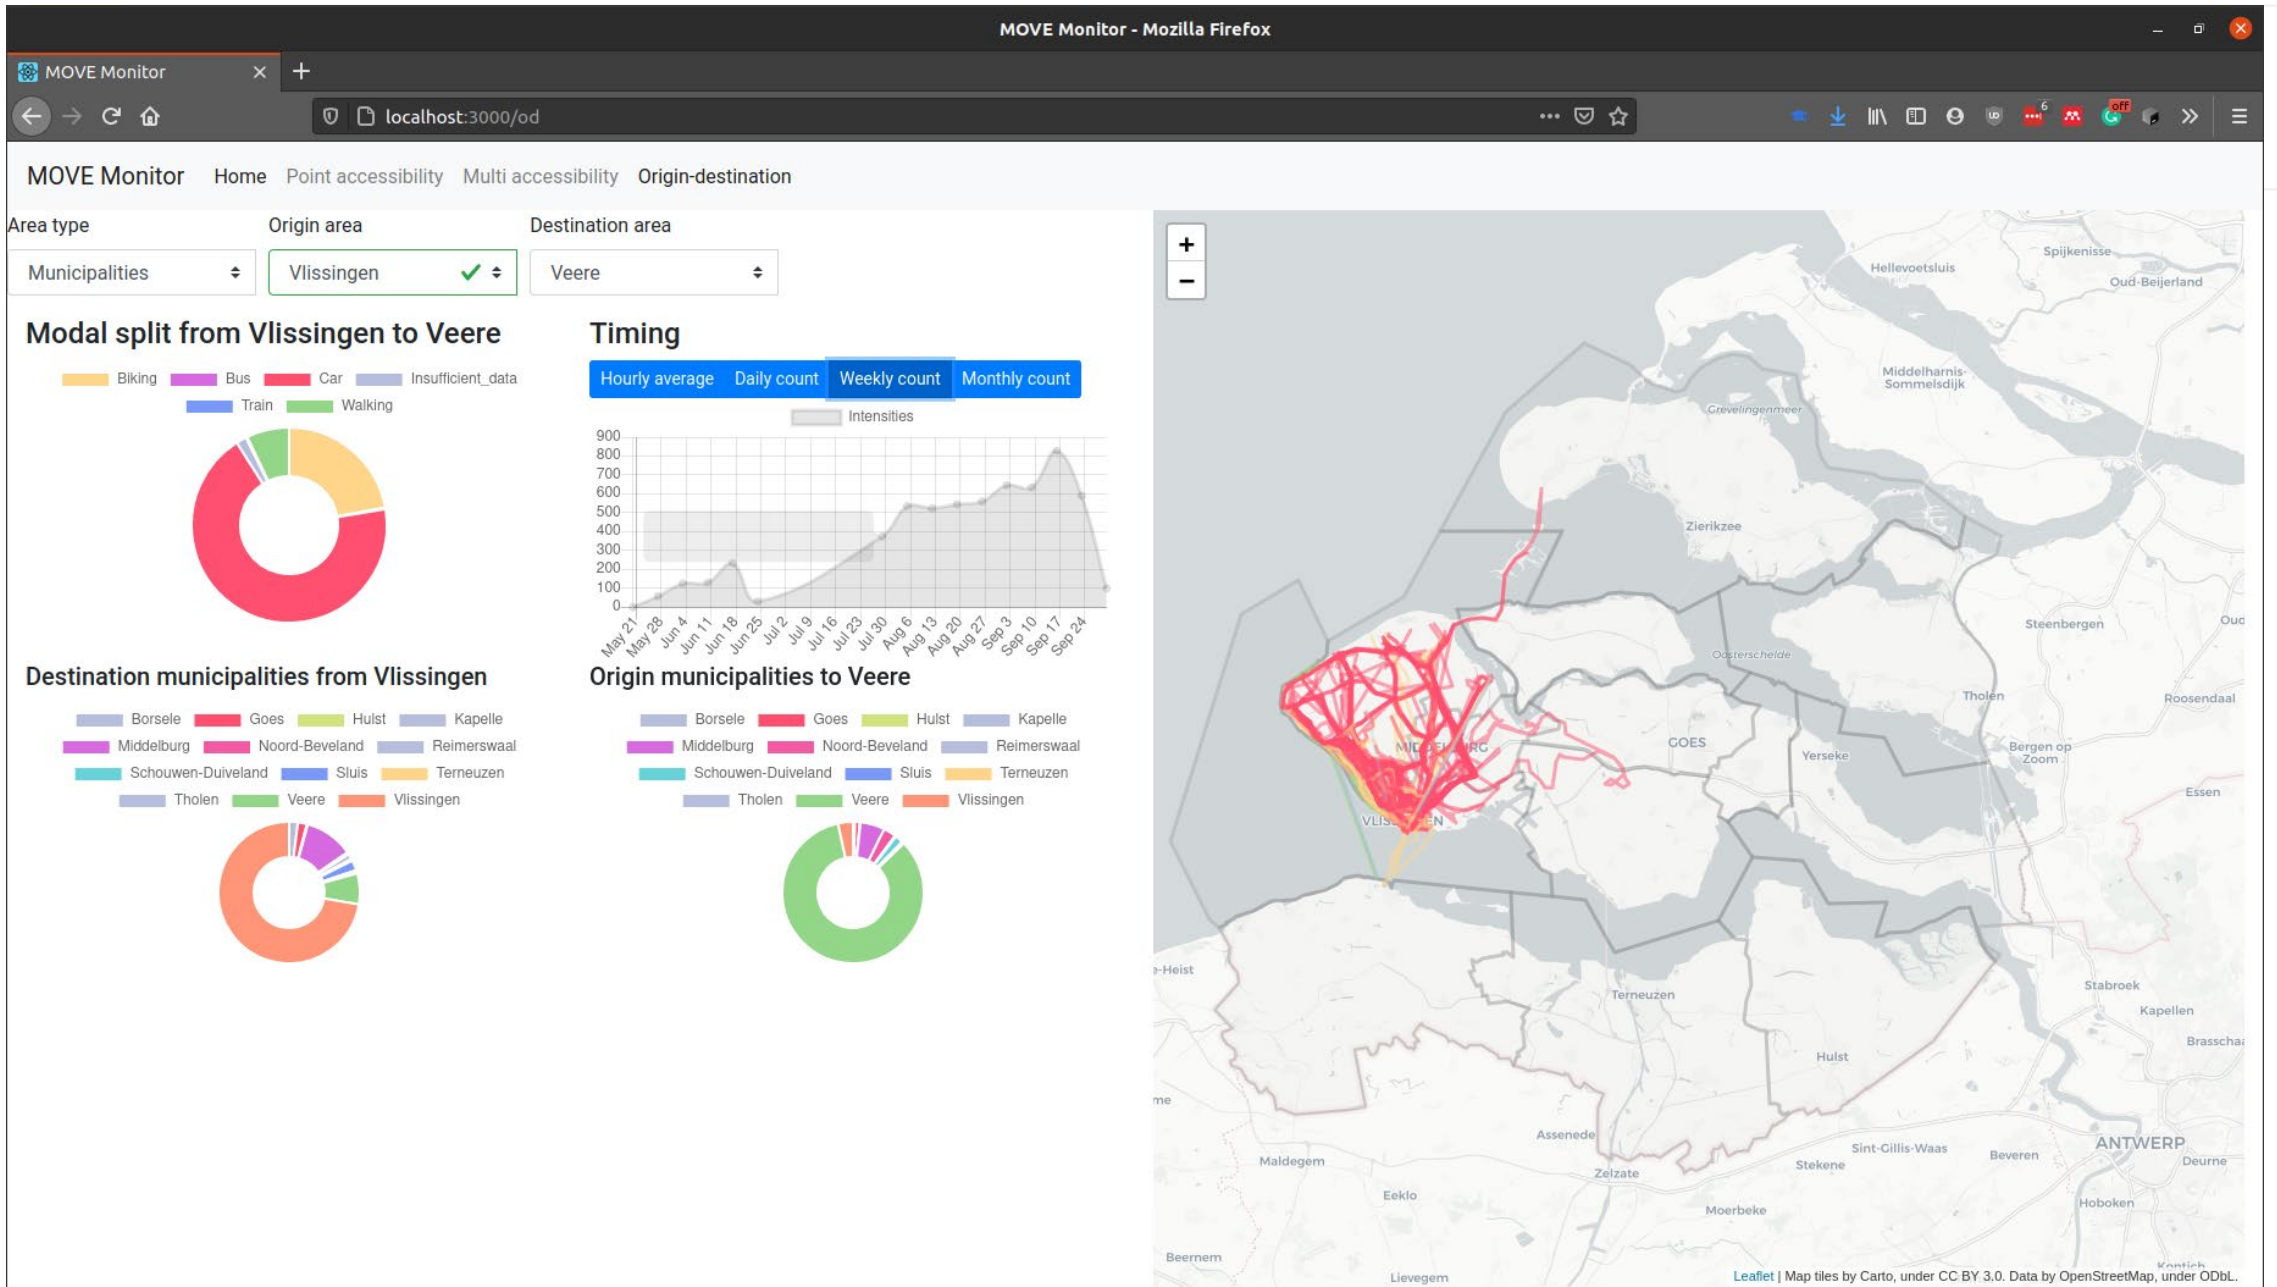 MOVE Monitor - Mozilla Firefox
MOVE Monitor
localhost:3000/od
6
off
MOVE Monitor Home Point accessibility Multi accessibility Origin-destination
Area type Origin area Destination area
Municipalities Vlissingen Veere
Modal split from Vlissingen to Veere
Biking Bus Car Insufficient_data
Train Walking
Timing
Hourly average Daily count Weekly count Monthly count
Intensities
900
800
700
600
500
400
300
200
100
0
May 21 May 28 Jun 4 Jun 11 Jun 18 Jun 25 Jul 2 Jul 9 Jul 16 Jul 23 Jul 30 Aug 6 Aug 13 Aug 20 Aug 27 Sep 3 Sep 10 Sep 17 Sep 24
Destination municipalities from Vlissingen
Borsele Goes Hulst Kapelle
Middelburg Noord-Beveland Reimerswaal
Schouwen-Duiveland Sluis Terneuzen
Tholen Veere Vlissingen
Origin municipalities to Veere
Borsele Goes Hulst Kapelle
Middelburg Noord-Beveland Reimerswaal
Schouwen-Duiveland Sluis Terneuzen
Tholen Veere Vlissingen
+
−
Spijkenisse
Hellevoetsluis
Oud-Beijerland
Middelharnis-
Sommelsdijk
Grevelingenmeer
Zierikzee
Steenbergen
Oud
Oosterschelde
Tholen
Roosendaal
GOES
Yerseke
Bergen op
Zoom
Essen
e-Heist
Terneuzen
Stabroek
Kapellen
Brasscha
Hulst
me
Assenede
ANTWERP
Sint-Gillis-Waas
Beveren
Deurne
Maldegem
Stekene
Zelzate
Eeklo
Moerbeke
Hoboken
Beernem
Kontich
Lievegem
Leaflet | Map tiles by Carto, under CC BY 3.0. Data by OpenStreetMap, under ODbL.